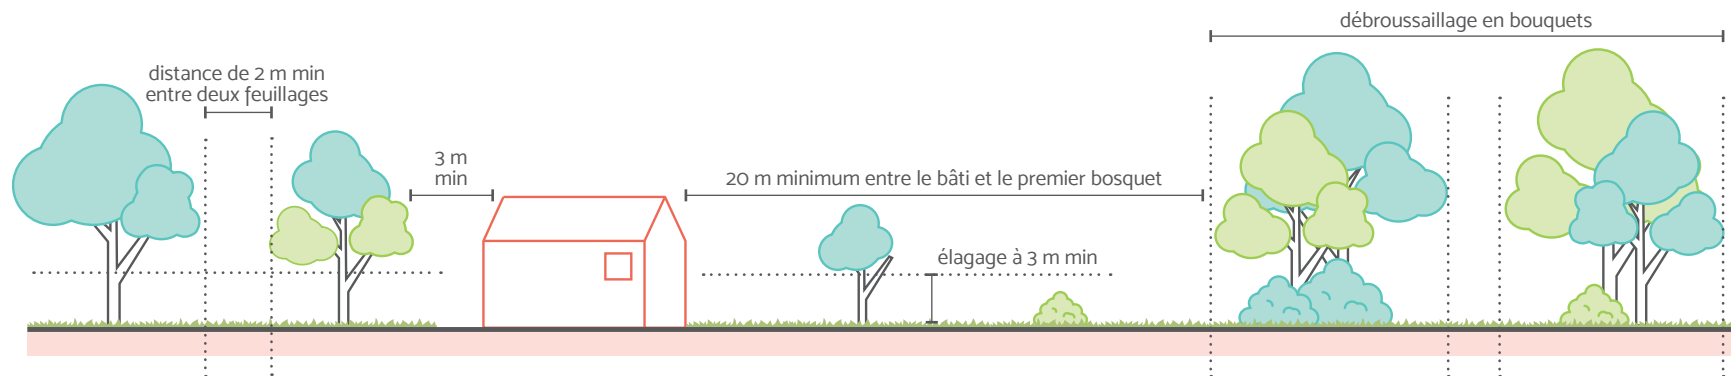 débroussaillage en bouquets
distance de 2 m min
entre deux feuillages
3 m
min
20 m minimum entre le bâti et le premier bosquet
élagage à 3 m min